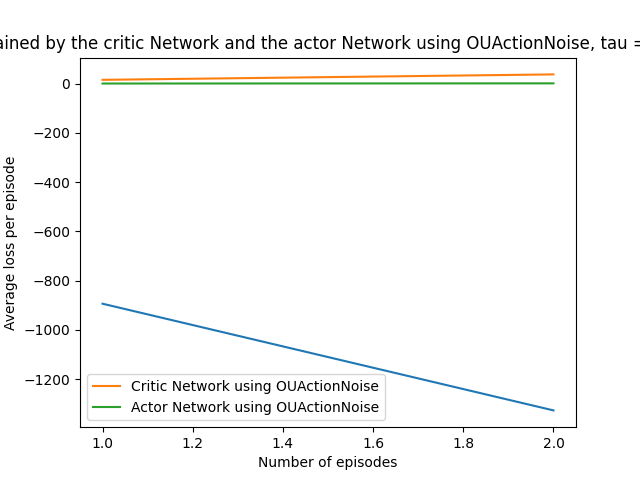 ained by the critic Network and the actor Network using OUActionNoise, tau =
0
−200
−400
−600
−800
−1000
−1200
Average loss per episode
Critic Network using OUActionNoise
Actor Network using OUActionNoise
1.0 1.2 1.4 1.6 1.8 2.0
Number of episodes